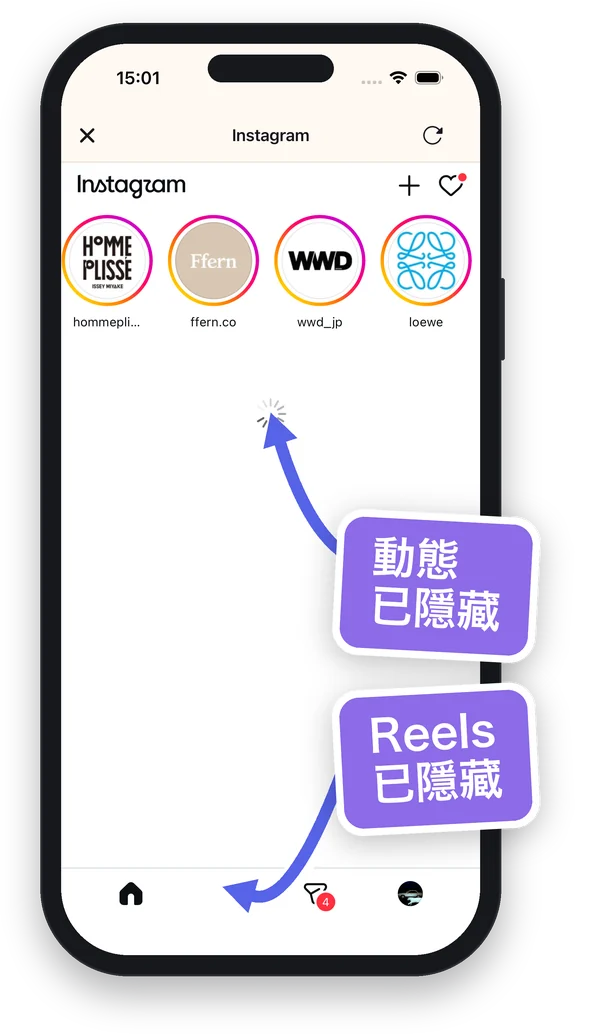 15:01
Instagram
Instagram
HOMME
PLISSÉ
ISSEY MIYAKE
Ffern
WWD
hommepli...
ffern.co
wwd_jp
loewe
動態
已隱藏
Reels
已隱藏
4